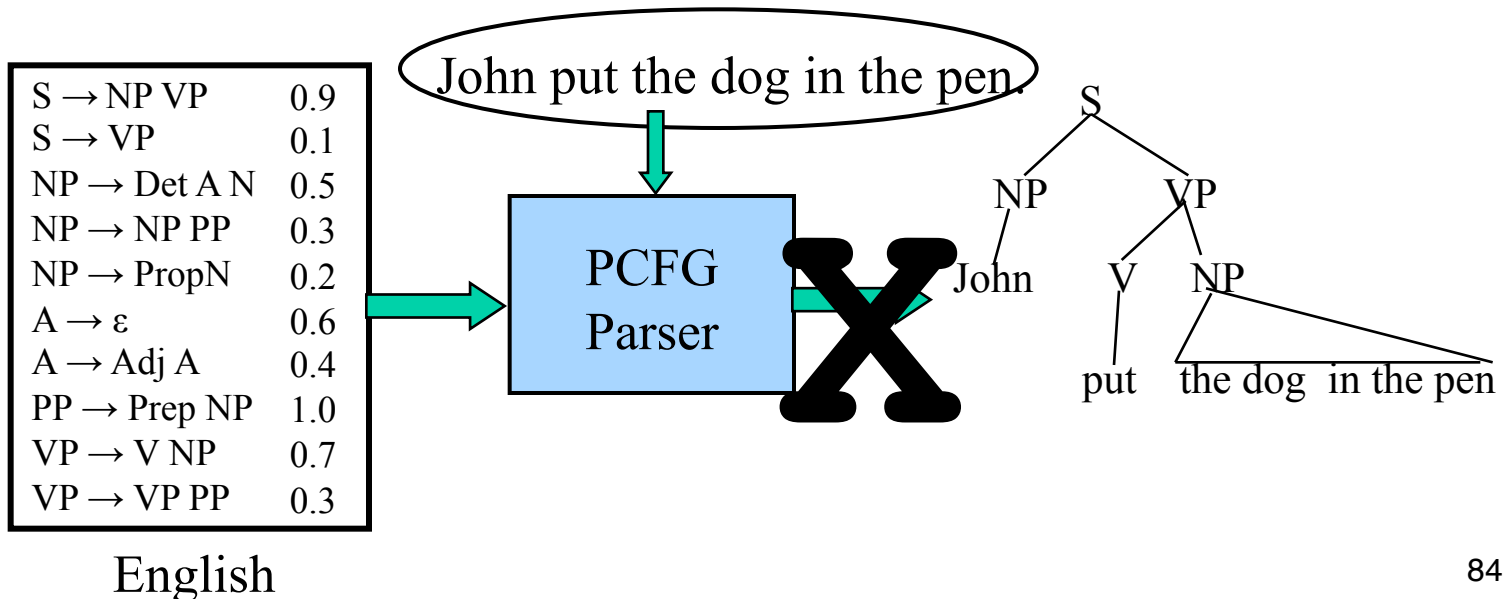 John put the dog in the pen.
S → NP VP 0.9
S → VP 0.1
NP → Det A N 0.5
NP → NP PP 0.3
NP → PropN 0.2
A → ε 0.6
A → Adj A 0.4
PP → Prep NP 1.0
VP → V NP 0.7
VP → VP PP 0.3
English
PCFG
Parser
X
S
NP VP
John V NP
put the dog in the pen
84